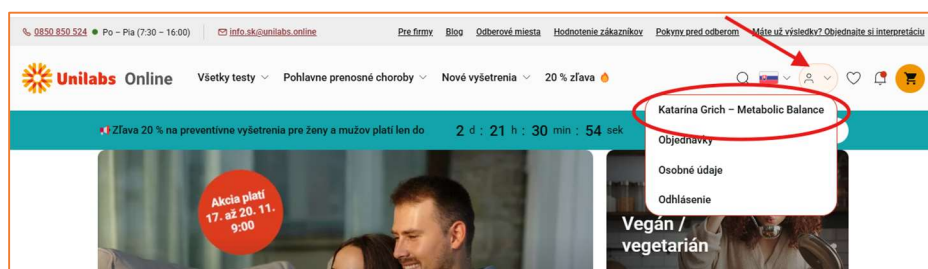 0850 850 524 ● Po – Pia (7:30 – 16:00) info.sk@unilabs.online Pre firmy Blog Odberové miesta Hodnotenie zákazníkov Pokyny pred odberom Máte už výsledky? Objednajte si interpretáciu
Unilabs Online Všetky testy Pohlavne prenosné choroby Nové vyšetrenia 20 % zľava
Katarína Grich – Metabolic Balance
Zľava 20 % na preventívne vyšetrenia pre ženy a mužov platí len do 2 d : 21 h : 30 min : 54 sek
Objednávky
Osobné údaje
Odhlásenie
Akcia platí
17. až 20. 11.
9:00
Vegán /
vegetarián